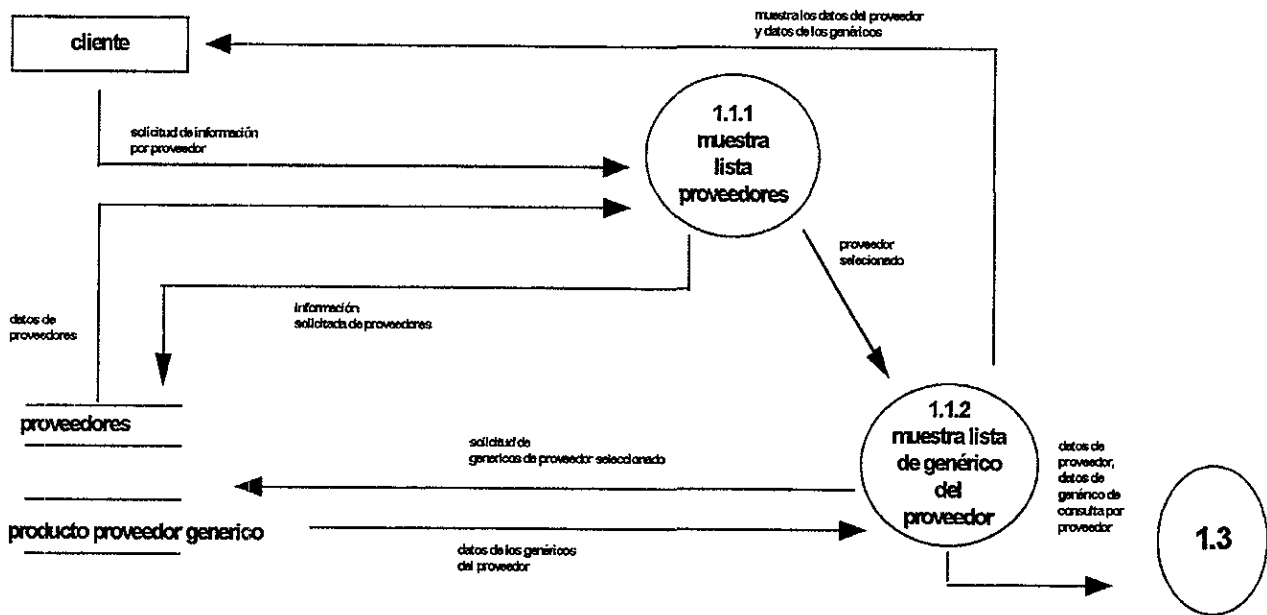 muestra los datos del proveedor
y datos de los genéricos
cliente
solicitud de información
por proveedor
1.1.1
muestra
lista
proveedores
proveedor
selecionado
información
solicitada de proveedores
datos de
proveedores
proveedores
1.1.2
muestra lista
de genérico
del
proveedor
solicitud de
genericos de proveedor seleccionado
datos de
proveedor,
datos de
genérico de
consulta por
proveedor
1.3
producto proveedor generico
datos de los genéricos
del proveedor